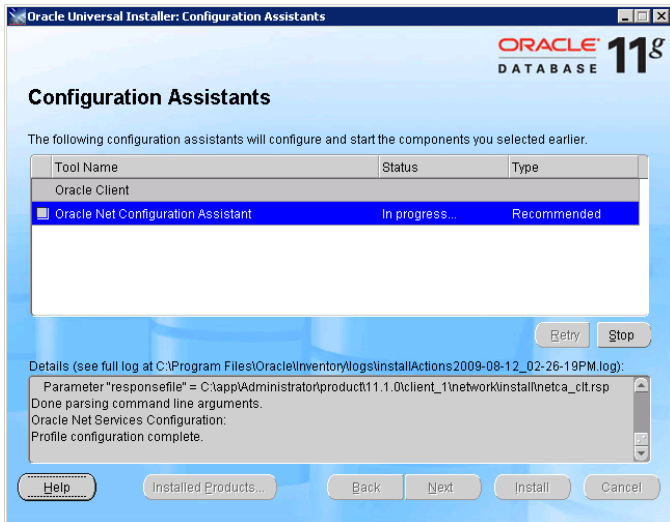 Oracle Universal Installer: Configuration Assistants
ORACLE
DATABASE 11g
Configuration Assistants
The following configuration assistants will configure and start the components you selected earlier.
Tool Name Status Type
Oracle Client
Oracle Net Configuration Assistant In progress... Recommended
Retry Stop
Details (see full log at C:\Program Files\Oracle\Inventory\logs\installActions2009-08-12_02-26-19PM.log):
Parameter "responsefile" = C:\app\Administrator\product\11.1.0\client_1\network\install\netca_clt.rsp
Done parsing command line arguments.
Oracle Net Services Configuration:
Profile configuration complete.
Help Installed Products... Back Next Install Cancel